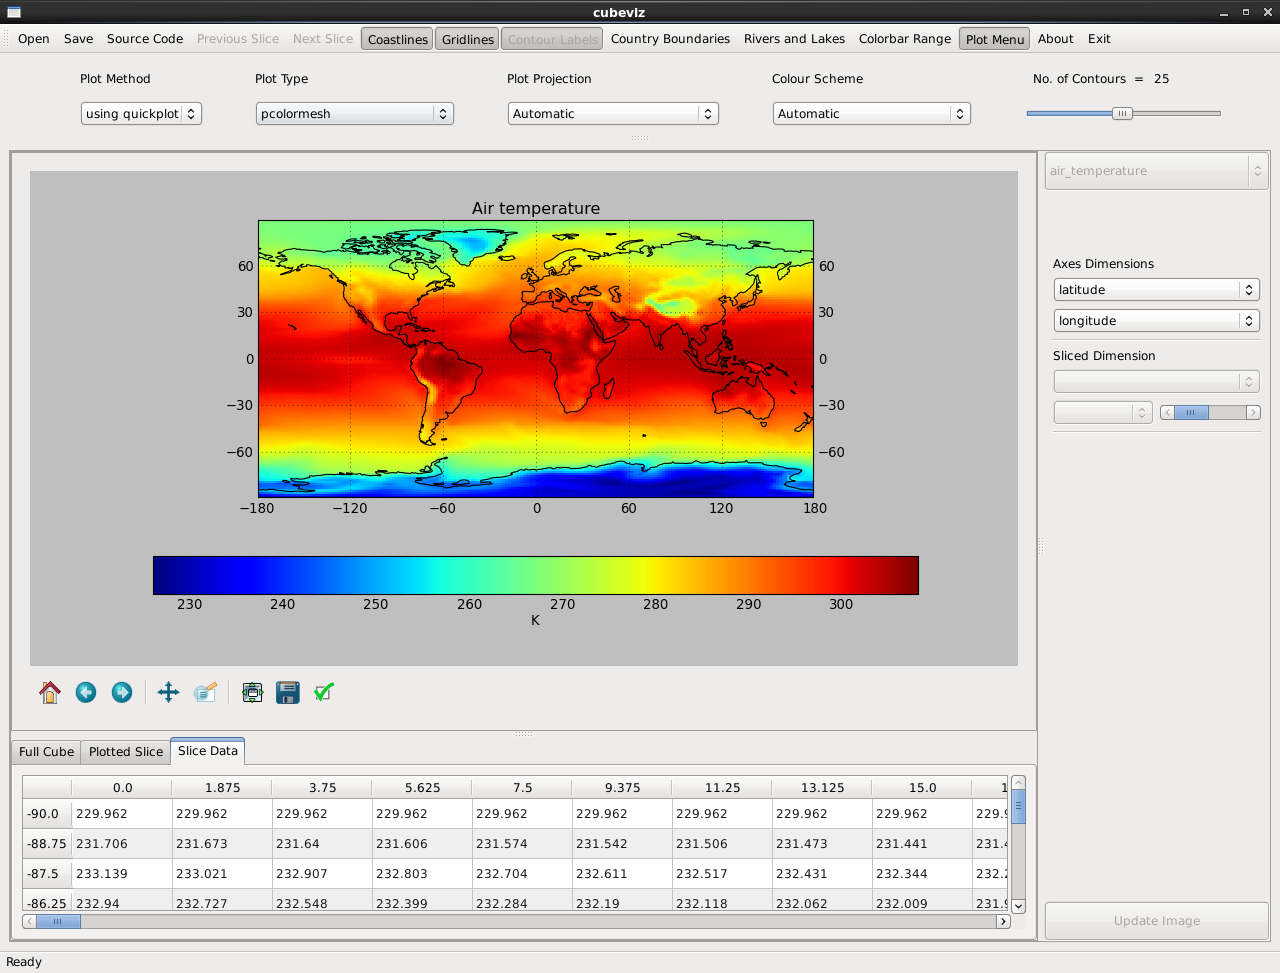 cubeviz
Open Save Source Code Previous Slice Next Slice Coastlines Gridlines Contour Labels Country Boundaries Rivers and Lakes Colorbar Range Plot Menu About Exit
Plot Method Plot Type Plot Projection Colour Scheme No. of Contours = 25
using quickplot pcolormesh Automatic Automatic
air_temperature
Air temperature
60 60
30 30
0 0
−30 −30
−60 −60
−180 −120 −60 0 60 120 180
230 240 250 260 270 280 290 300
K
Axes Dimensions
latitude
longitude
Sliced Dimension
Full Cube Plotted Slice Slice Data
0.0 1.875 3.75 5.625 7.5 9.375 11.25 13.125 15.0
-90.0 229.962 229.962 229.962 229.962 229.962 229.962 229.962 229.962 229.962
-88.75 231.706 231.673 231.64 231.606 231.574 231.542 231.506 231.473 231.441
-87.5 233.139 233.021 232.907 232.803 232.704 232.611 232.517 232.431 232.344
-86.25 232.94 232.727 232.548 232.399 232.284 232.19 232.118 232.062 232.009
Update Image
Ready